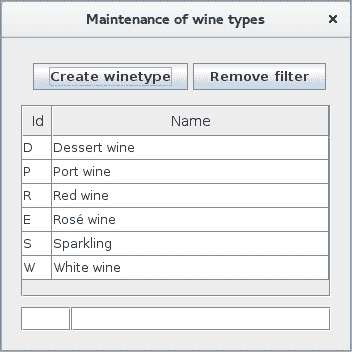 Maintenance of wine types
Create winetype Remove filter
Id Name
D Dessert wine
P Port wine
R Red wine
E Rosé wine
S Sparkling
W White wine